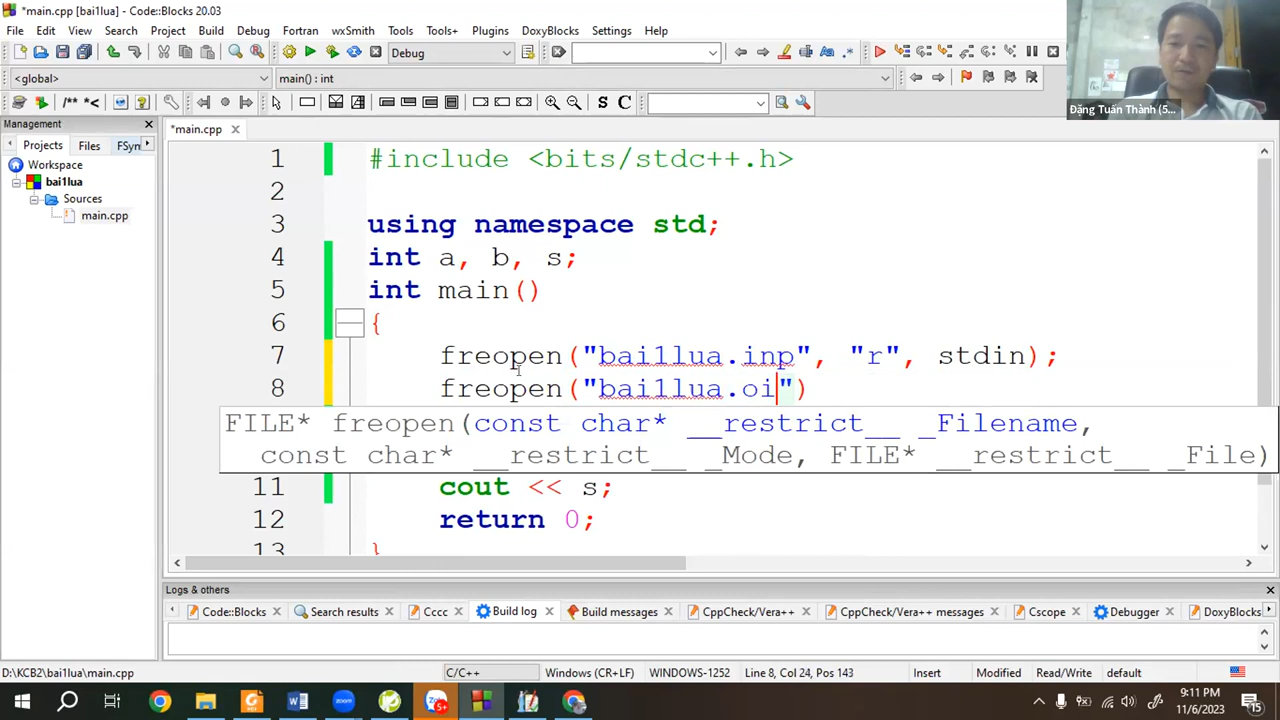 *main.cpp [bai1lua] - Code::Blocks 20.03
File Edit View Search Project Build Debug Fortran wxSmith Tools Tools+ Plugins DoxyBlocks Settings Help
Debug
<global> main() : int
/** *< S C
Management
Projects Files FSyn
Workspace
bai1lua
Sources
main.cpp
*main.cpp
Đặng Tuấn Thành (5...
1 #include <bits/stdc++.h>
2
3 using namespace std;
4 int a, b, s;
5 int main()
6 {
7 freopen("bai1lua.inp", "r", stdin);
8 freopen("bai1lua.oi")
FILE* freopen(const char* __restrict__ _Filename,
const char* __restrict__ _Mode, FILE* __restrict__ _File)
11 cout << s;
12 return 0;
13 }
Logs & others
Code::Blocks Search results Cccc Build log Build messages CppCheck/Vera++ CppCheck/Vera++ messages Cscope Debugger DoxyBlocks
D:\KCB2\bai1lua\main.cpp C/C++ Windows (CR+LF) WINDOWS-1252 Line 8, Col 24, Pos 143 Insert Modified Read/Write default
5+
9:11 PM
11/6/2023
15